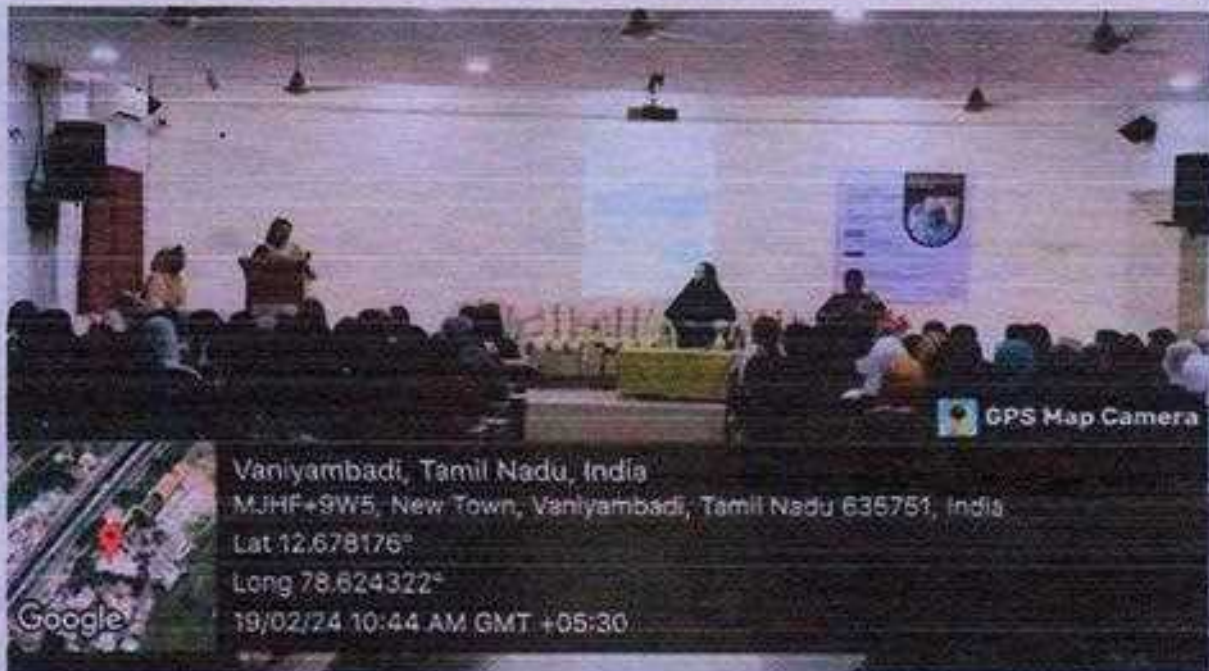 GPS Map Camera
Vaniyambadi, Tamil Nadu, India
MJHF+9W5, New Town, Vaniyambadi, Tamil Nadu 635751, India
Lat 12.678176°
Long 78.624322°
19/02/24 10:44 AM GMT +05:30
Google